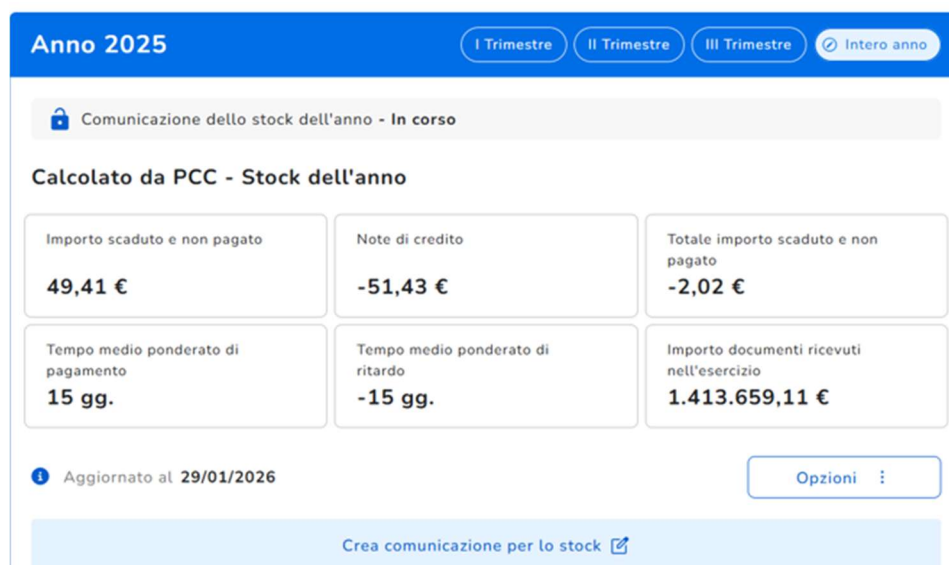 Anno 2025
I Trimestre
II Trimestre
III Trimestre
Intero anno
Comunicazione dello stock dell'anno - In corso
Calcolato da PCC - Stock dell'anno
Importo scaduto e non pagato
49,41 €
Note di credito
-51,43 €
Totale importo scaduto e non
pagato
-2,02 €
Tempo medio ponderato di
pagamento
15 gg.
Tempo medio ponderato di
ritardo
-15 gg.
Importo documenti ricevuti
nell'esercizio
1.413.659,11 €
Aggiornato al 29/01/2026
Opzioni
Crea comunicazione per lo stock